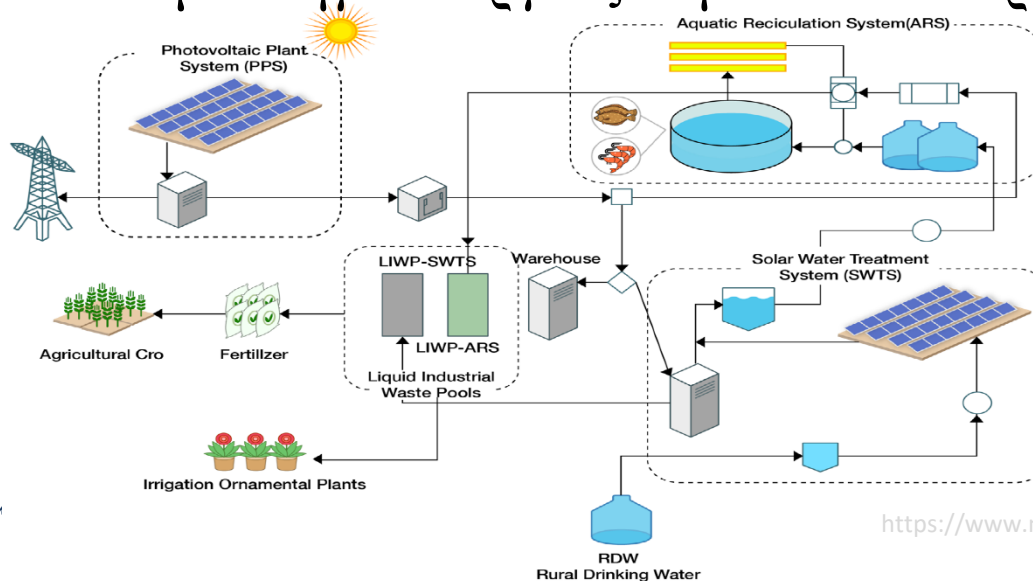 Aquatic Reciculation System(ARS)
Photovoltaic Plant
System (PPS)
LIWP-SWTS
Warehouse
Solar Water Treatment
System (SWTS)
Agricultural Cro
Fertillzer
LIWP-ARS
Liquid Industrial
Waste Pools
Irrigation Ornamental Plants
https://www.
RDW
Rural Drinking Water